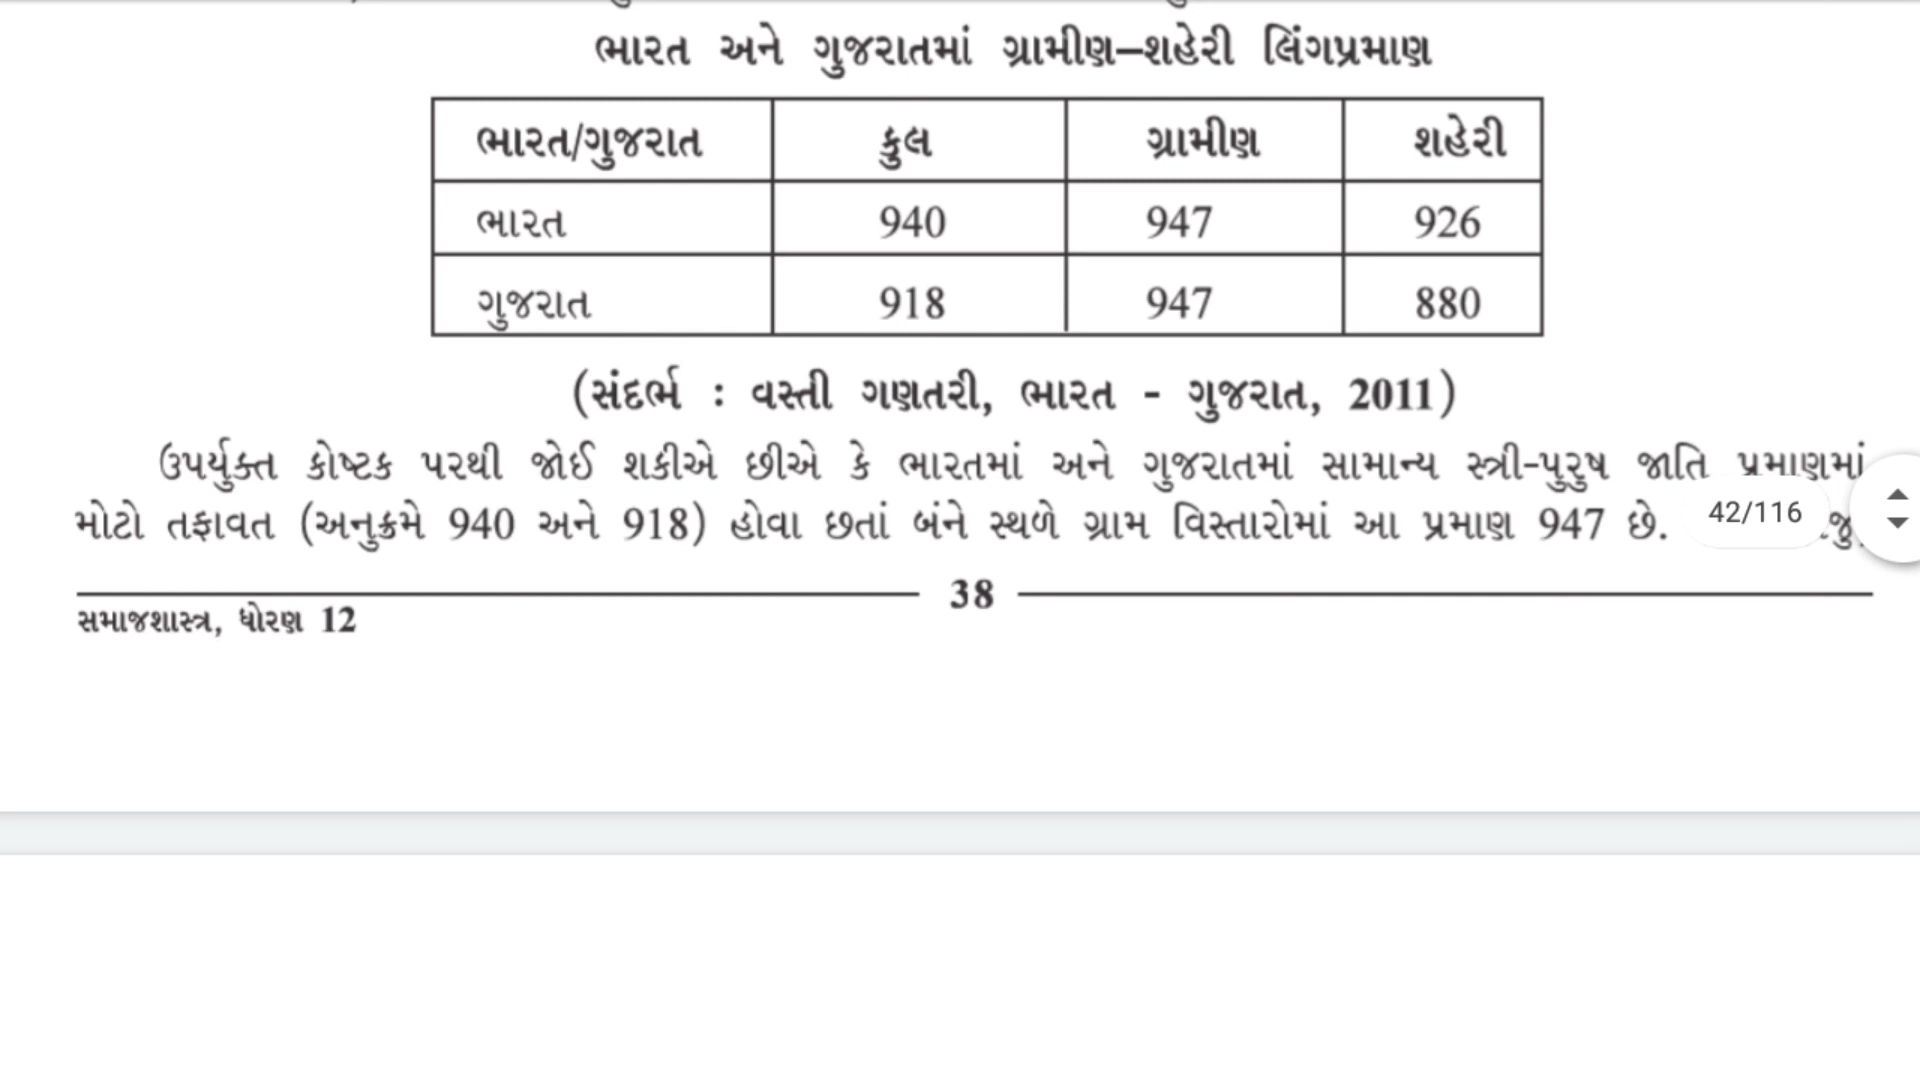 ભારત અને ગુજરાતમાં ગ્રામીણ–શહેરી લિંગપ્રમાણ
ભારત/ગુજરાત કુલ ગ્રામીણ શહેરી
ભારત 940 947 926
ગુજરાત 918 947 880
(સંદર્ભ : વસ્તી ગણતરી, ભારત - ગુજરાત, 2011)
ઉપર્યુક્ત કોષ્ટક પરથી જોઈ શકીએ છીએ કે ભારતમાં અને ગુજરાતમાં સામાન્ય સ્ત્રી-પુરુષ જાતિ પ્રમાણમાં
મોટો તફાવત (અનુક્રમે 940 અને 918) હોવા છતાં બંને સ્થળે ગ્રામ વિસ્તારોમાં આ પ્રમાણ 947 છે.
42/116
38
સમાજશાસ્ત્ર, ધોરણ 12